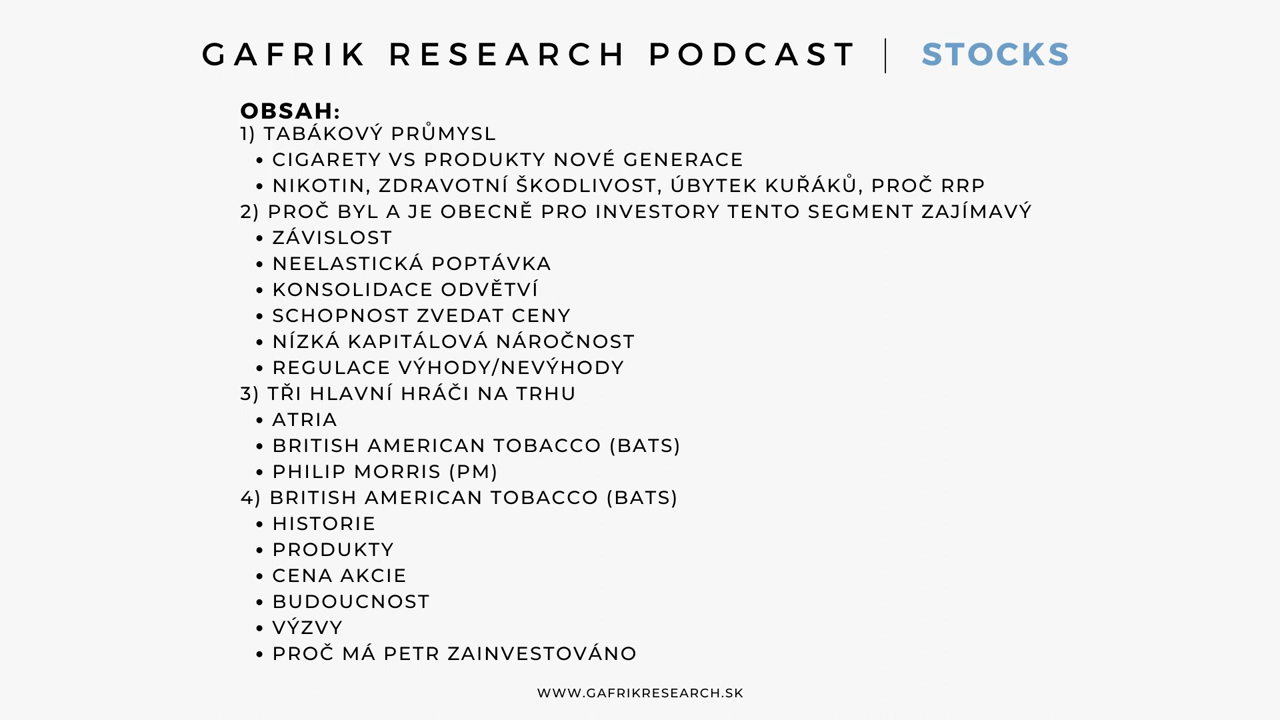 GAFRIK RESEARCH PODCAST | STOCKS
OBSAH:
1) TABÁKOVÝ PRŮMYSL
• CIGARETY VS PRODUKTY NOVÉ GENERACE
• NIKOTIN, ZDRAVOTNÍ ŠKODLIVOST, ÚBYTEK KUŘÁKŮ, PROČ RRP
2) PROČ BYL A JE OBECNĚ PRO INVESTORY TENTO SEGMENT ZAJÍMAVÝ
• ZÁVISLOST
• NEELASTICKÁ POPTÁVKA
• KONSOLIDACE ODVĚTVÍ
• SCHOPNOST ZVEDAT CENY
• NÍZKÁ KAPITÁLOVÁ NÁROČNOST
• REGULACE VÝHODY/NEVÝHODY
3) TŘI HLAVNÍ HRÁČI NA TRHU
• ATRIA
• BRITISH AMERICAN TOBACCO (BATS)
• PHILIP MORRIS (PM)
4) BRITISH AMERICAN TOBACCO (BATS)
• HISTORIE
• PRODUKTY
• CENA AKCIE
• BUDOUCNOST
• VÝZVY
• PROČ MÁ PETR ZAINVESTOVÁNO
WWW.GAFRIKRESEARCH.SK